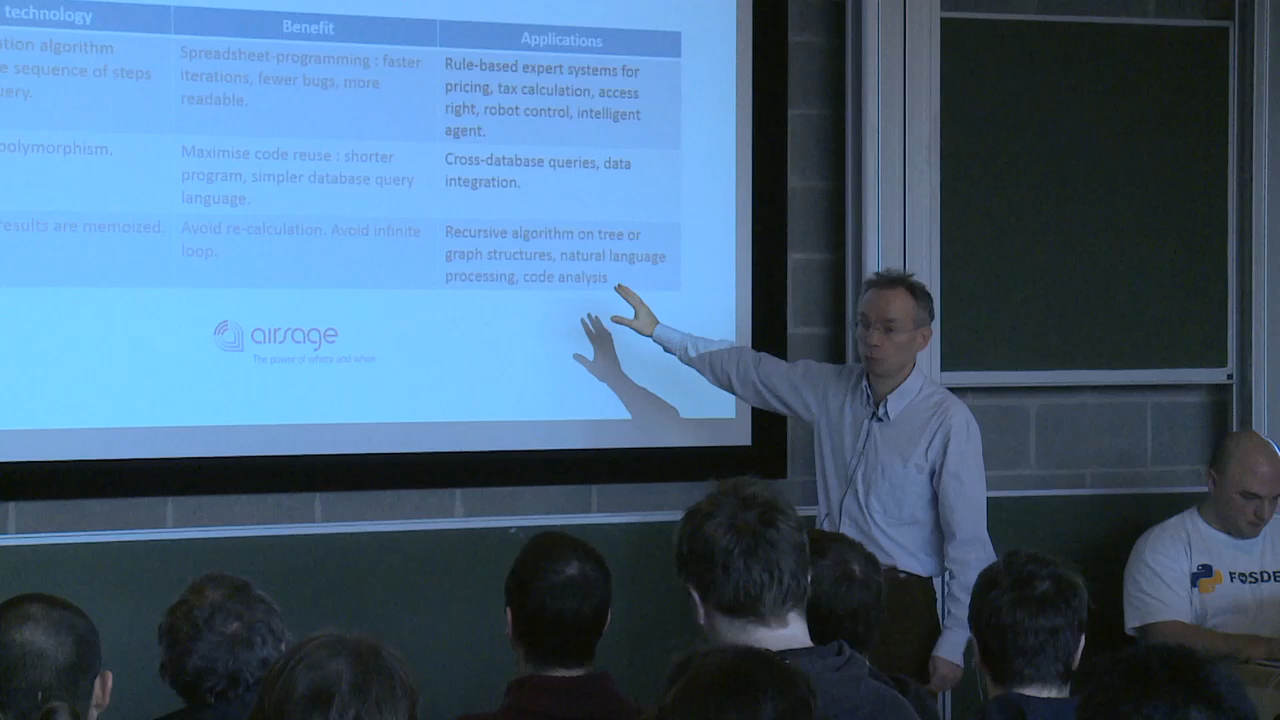 technology
Benefit
Applications
ation algorithm
e sequence of steps
uery.
Spreadsheet-programming : faster
iterations, fewer bugs, more
readable.
Rule-based expert systems for
pricing, tax calculation, access
right, robot control, intelligent
agent.
polymorphism.
Maximise code reuse : shorter
program, simpler database query
language.
Cross-database queries, data
integration.
results are memoized.
Avoid re-calculation. Avoid infinite
loop.
Recursive algorithm on tree or
graph structures, natural language
processing, code analysis
airsage
The power of where and when
FOSDE